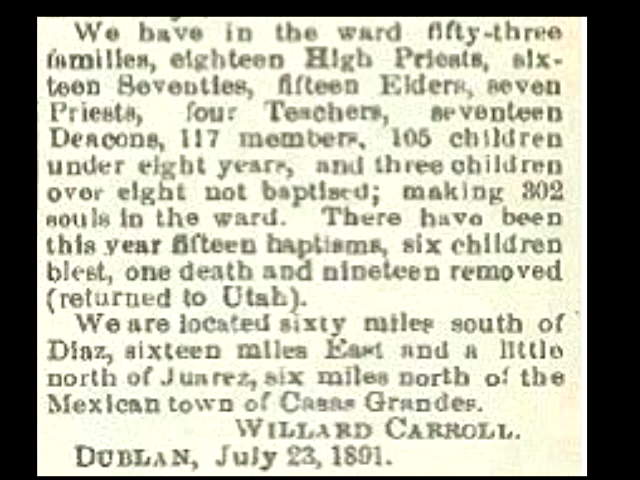 We have in the ward fifty-three
families, eighteen High Priests, six-
teen Seventies, fifteen Elders, seven
Priests, four Teachers, seventeen
Deacons, 117 members, 105 children
under eight years, and three children
over eight not baptised; making 302
souls in the ward. There have been
this year fifteen baptisms, six children
blest, one death and nineteen removed
(returned to Utah).
We are located sixty miles south of
Diaz, sixteen miles East and a little
north of Juarez, six miles north of the
Mexican town of Casas Grandes.
WILLARD CARROLL.
DUBLAN, July 23, 1891.